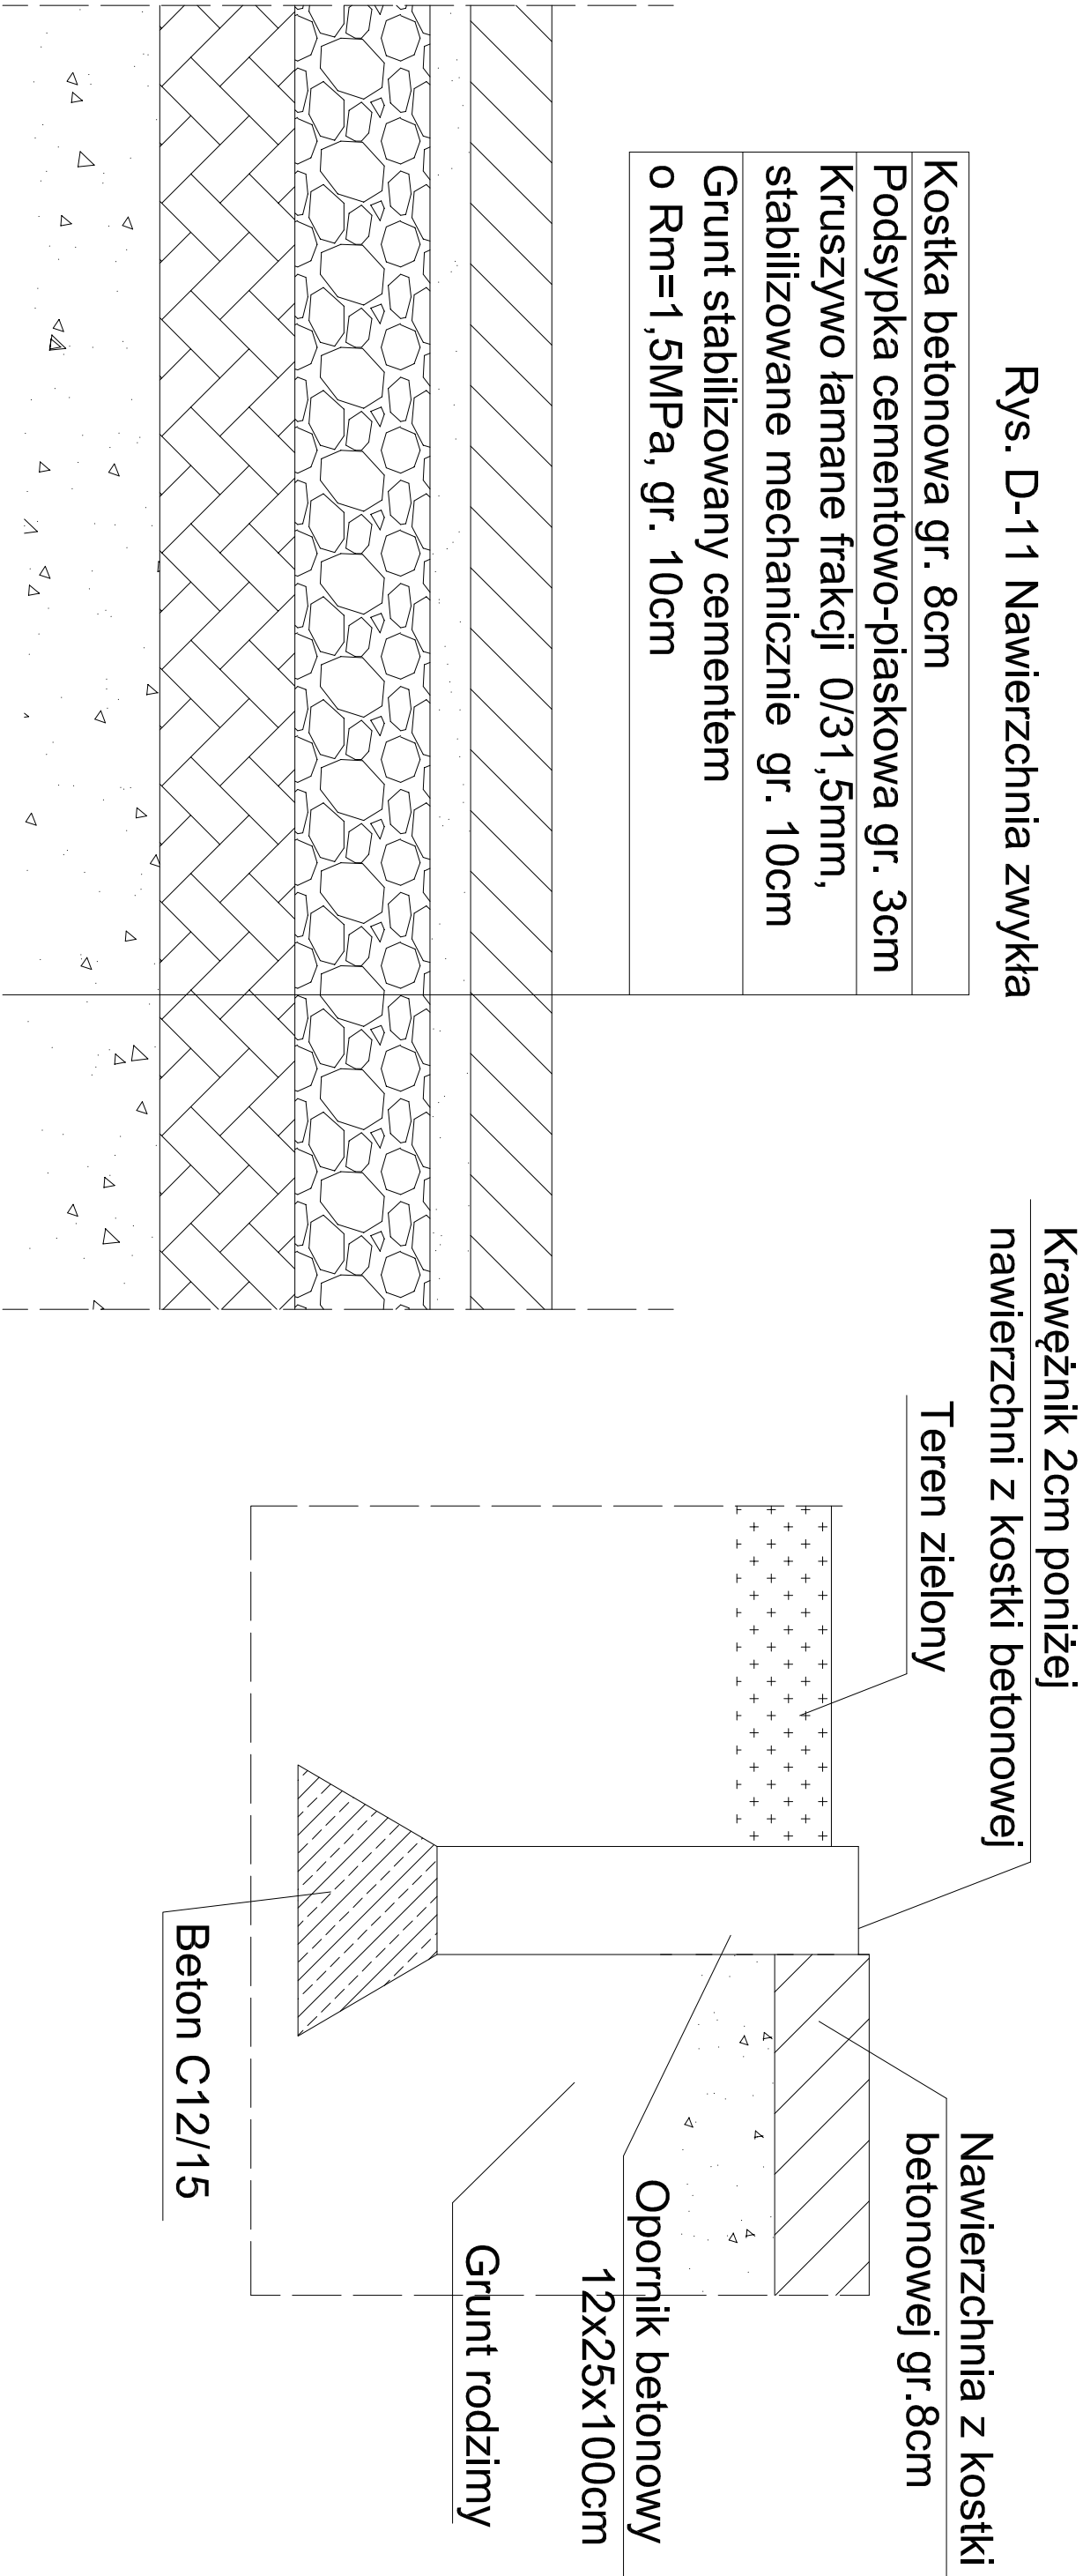 Rys. D-11 Nawierzchnia zwykła
Kostka betonowa gr. 8cm
Podsypka cementowo-piaskowa gr. 3cm
Kruszywo łamane frakcji 0/31,5mm,
stabilizowane mechanicznie gr. 10cm
Grunt stabilizowany cementem
o Rm=1,5MPa, gr. 10cm
Krawężnik 2cm poniżej
nawierzchni z kostki betonowej
Teren zielony
Nawierzchnia z kostki
betonowej gr.8cm
Opornik betonowy
12x25x100cm
Grunt rodzimy
Beton C12/15